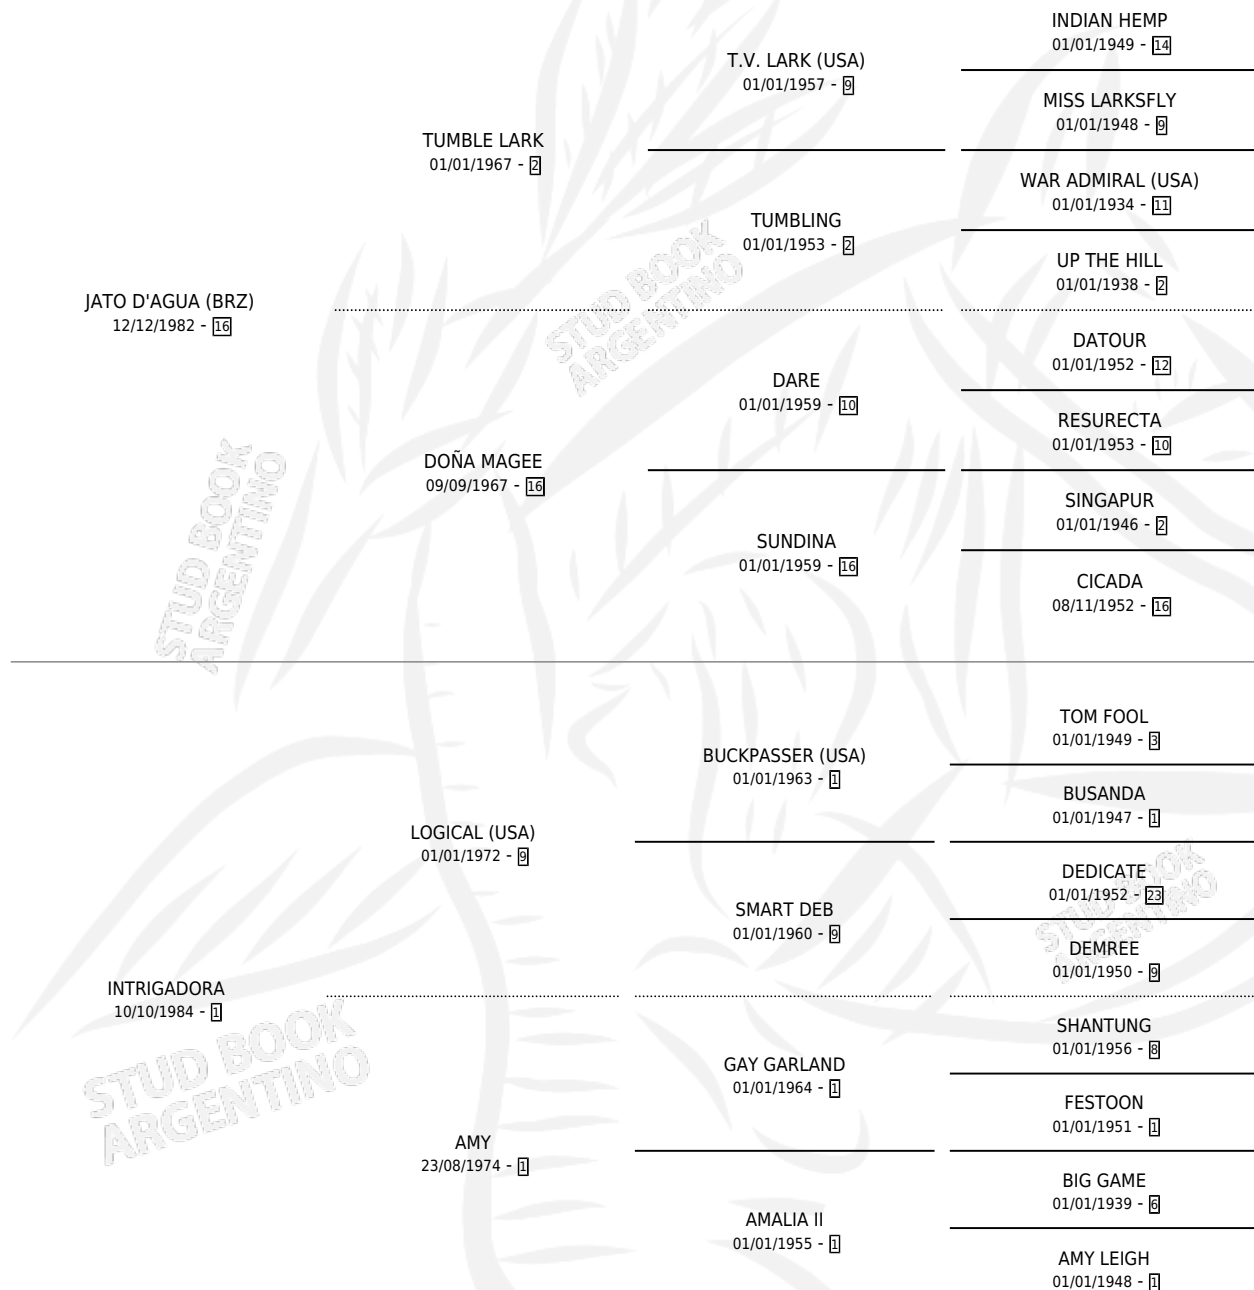 INDIAN HEMP
01/01/1949 - 14
T.V. LARK (USA)
01/01/1957 - 9
MISS LARKSFLY
01/01/1948 - 9
TUMBLE LARK
01/01/1967 - 2
WAR ADMIRAL (USA)
01/01/1934 - 11
TUMBLING
01/01/1953 - 2
UP THE HILL
01/01/1938 - 2
JATO D'AGUA (BRZ)
12/12/1982 - 16
DATOUR
01/01/1952 - 12
DARE
01/01/1959 - 10
RESURECTA
01/01/1953 - 10
DOÑA MAGEE
09/09/1967 - 16
SINGAPUR
01/01/1946 - 2
SUNDINA
01/01/1959 - 16
CICADA
08/11/1952 - 16
TOM FOOL
01/01/1949 - 3
BUCKPASSER (USA)
01/01/1963 - 1
BUSANDA
01/01/1947 - 1
LOGICAL (USA)
01/01/1972 - 9
DEDICATE
01/01/1952 - 23
SMART DEB
01/01/1960 - 9
DEMREE
01/01/1950 - 9
INTRIGADORA
10/10/1984 - 1
SHANTUNG
01/01/1956 - 8
GAY GARLAND
01/01/1964 - 1
FESTOON
01/01/1951 - 1
AMY
23/08/1974 - 1
BIG GAME
01/01/1939 - 6
AMALIA II
01/01/1955 - 1
AMY LEIGH
01/01/1948 - 1
STUD BOOK
ARGENTINO
STUD BOOK
ARGENTINO
STUD BOOK
ARGENTINO
STUD BOOK
ARGENTINO